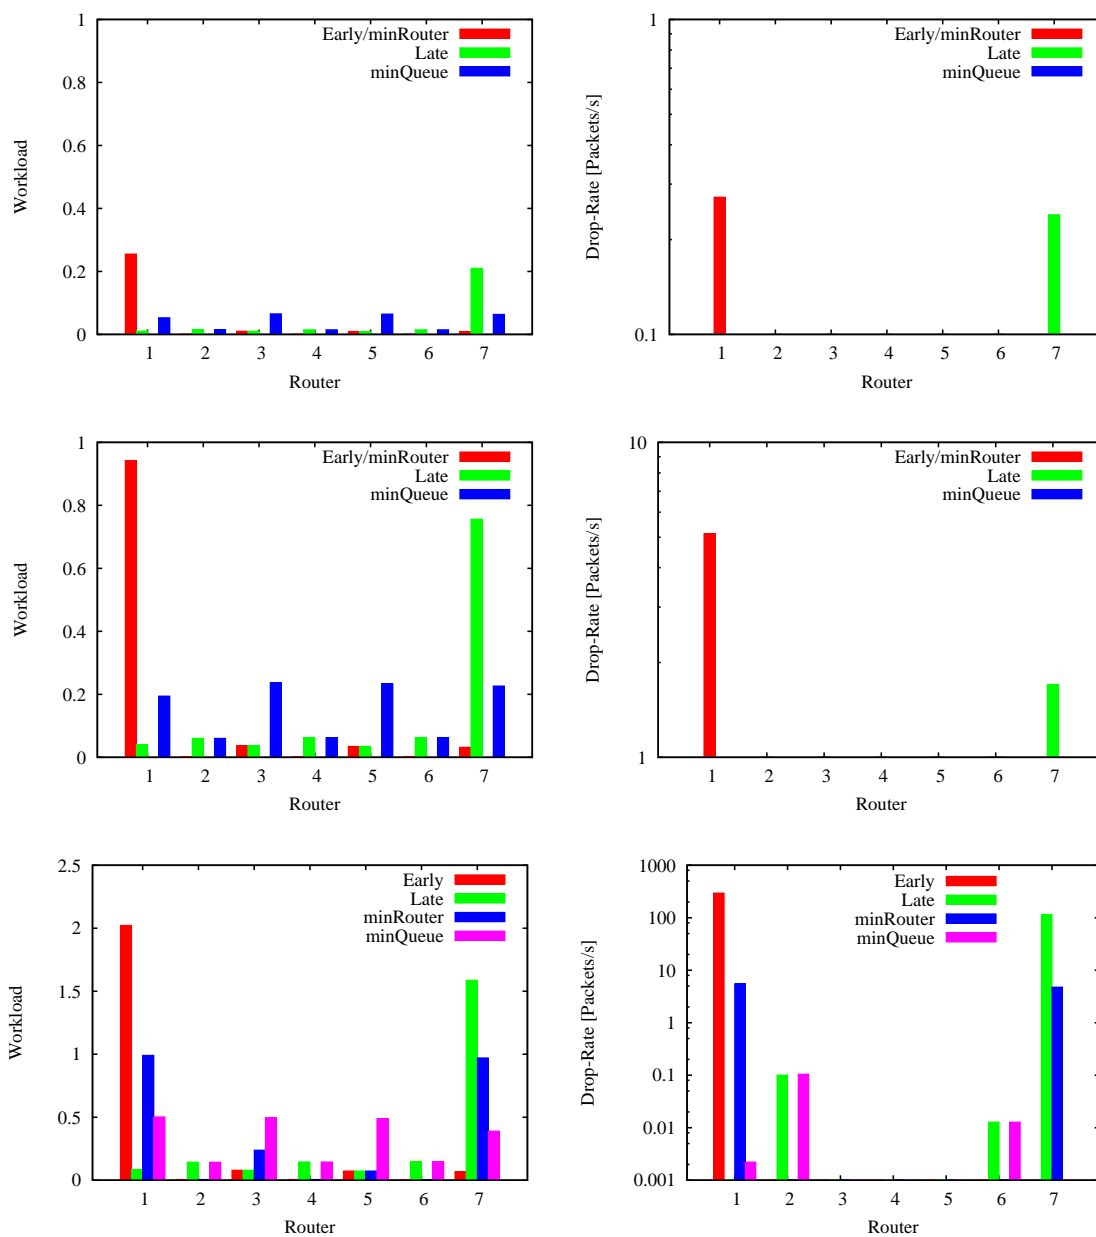 1
0.8
0.6
0.4
0.2
0
Workload
Early/minRouter
Late
minQueue
1 2 3 4 5 6 7
Router
1
0.1
Drop-Rate [Packets/s]
Early/minRouter
Late
minQueue
1 2 3 4 5 6 7
Router
1
0.8
0.6
0.4
0.2
0
Workload
Early/minRouter
Late
minQueue
1 2 3 4 5 6 7
Router
10
1
Drop-Rate [Packets/s]
Early/minRouter
Late
minQueue
1 2 3 4 5 6 7
Router
2.5
2
1.5
1
0.5
0
Workload
Early
Late
minRouter
minQueue
1 2 3 4 5 6 7
Router
1000
100
10
1
0.1
0.01
0.001
Drop-Rate [Packets/s]
Early
Late
minRouter
minQueue
1 2 3 4 5 6 7
Router